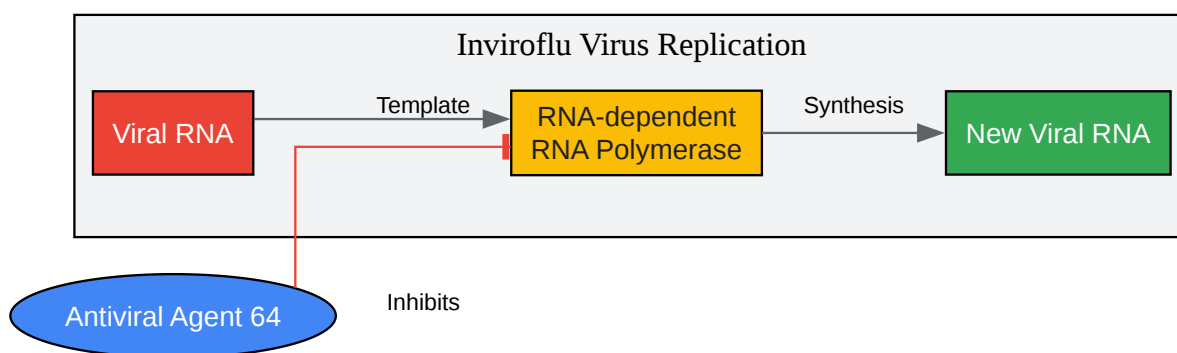 Inviroflu Virus Replication
Viral RNA
Template
RNA-dependent
RNA Polymerase
Synthesis
New Viral RNA
Antiviral Agent 64
Inhibits